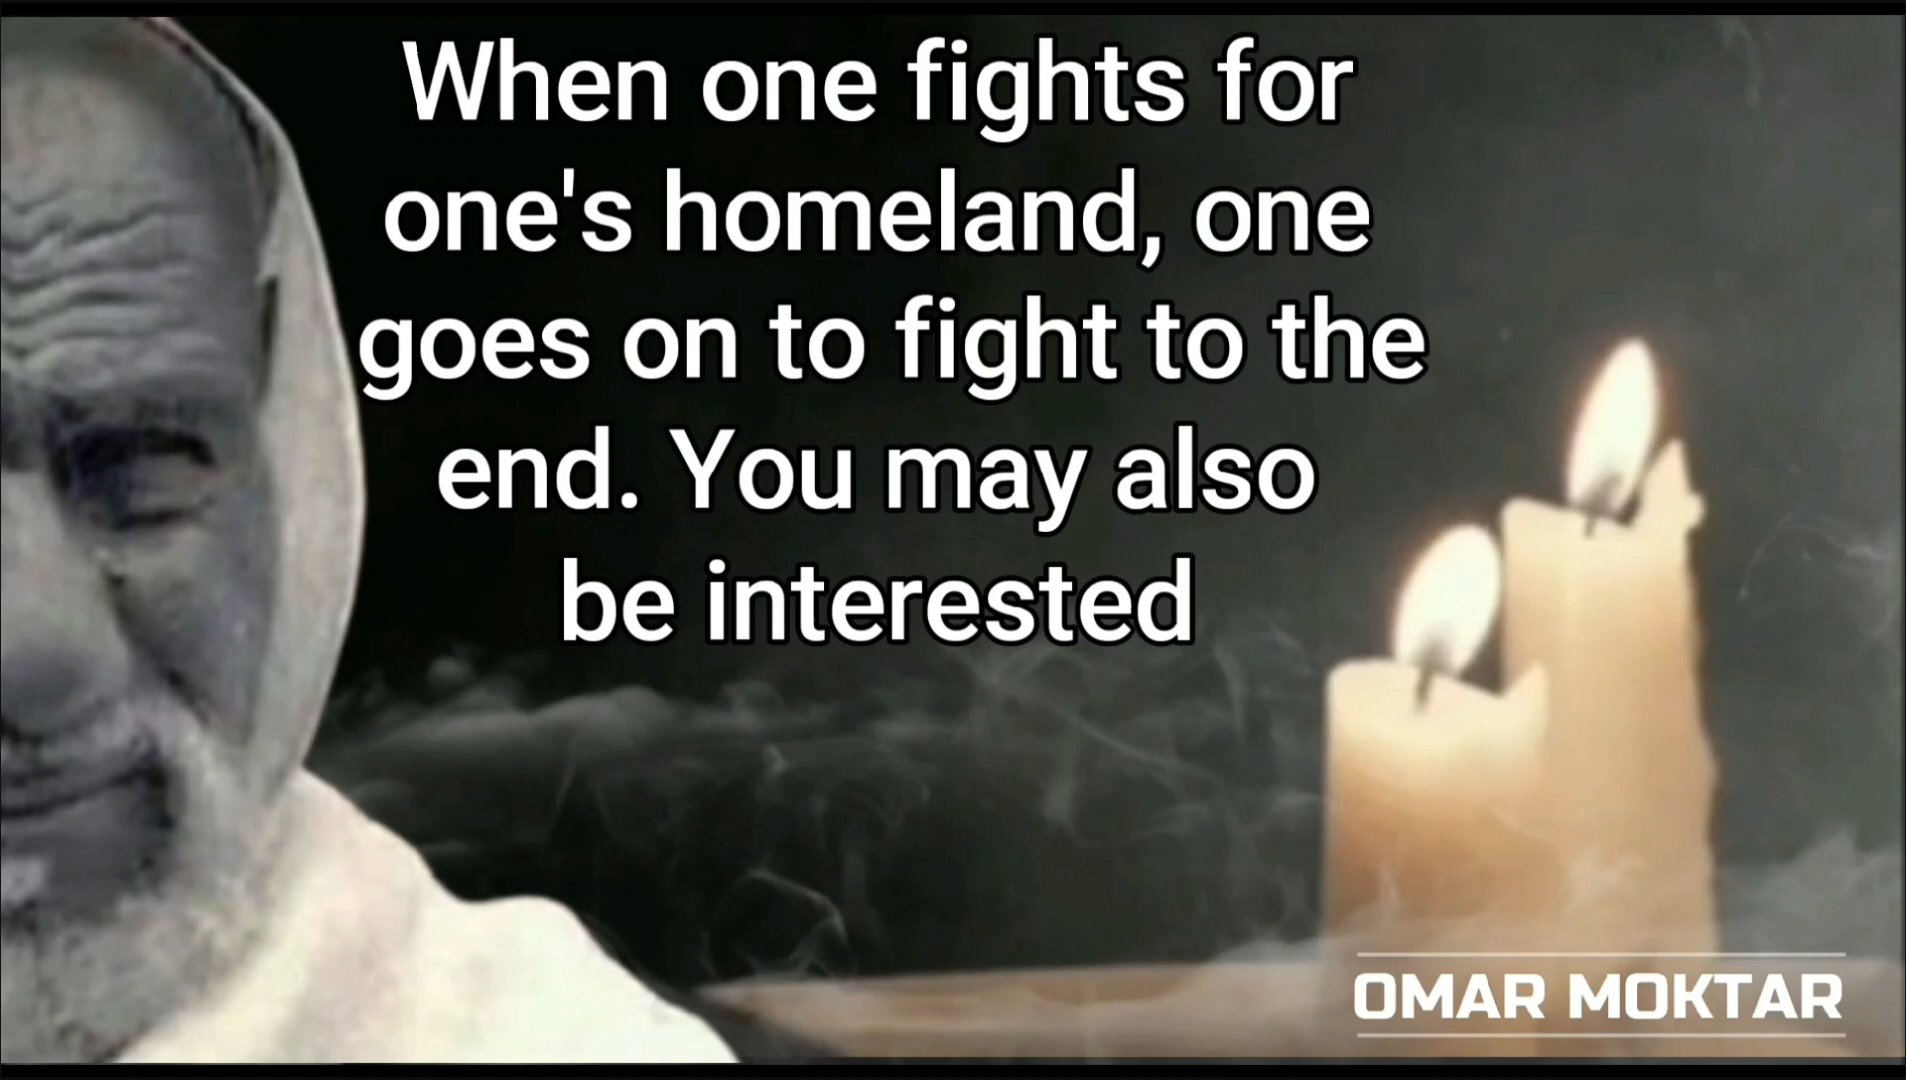 When one fights for
one's homeland, one
goes on to fight to the
end. You may also
be interested
OMAR MOKTAR